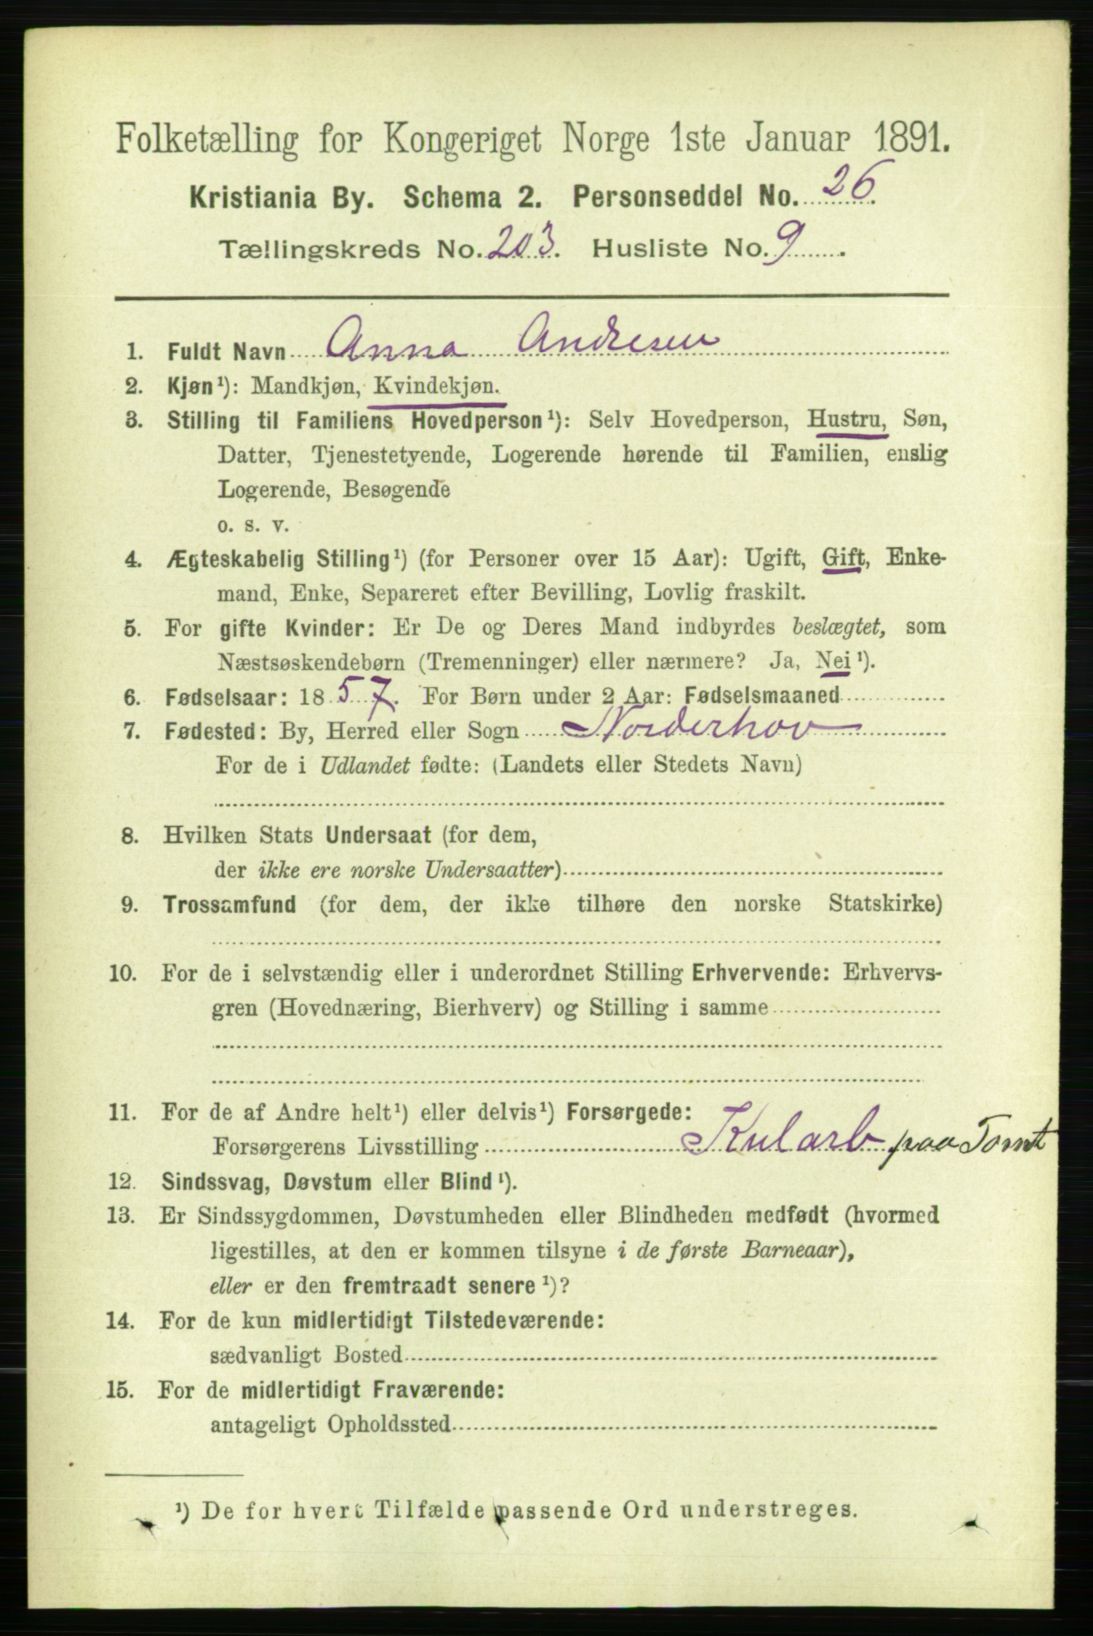 Folketælling for Kongeriget Norge 1ste Januar 1891.
Kristiania By. Schema 2. Personseddel No. 26
Tællingskreds No. 203. Husliste No. 9
1. Fuldt Navn Anna Andresen
2. Kjøn¹): Mandkjøn, Kvindekjøn.
3. Stilling til Familiens Hovedperson¹): Selv Hovedperson, Hustru, Søn,
Datter, Tjenestetyende, Logerende hørende til Familien, enslig
Logerende, Besøgende
o. s. v.
4. Ægteskabelig Stilling¹) (for Personer over 15 Aar): Ugift, Gift, Enke-
mand, Enke, Separeret efter Bevilling, Lovlig fraskilt.
5. For gifte Kvinder: Er De og Deres Mand indbyrdes beslægtet, som
Næstsøskendebørn (Tremenninger) eller nærmere? Ja, Nei¹).
6. Fødselsaar: 1857. For Børn under 2 Aar: Fødselsmaaned
7. Fødested: By, Herred eller Sogn Norderhov
For de i Udlandet fødte: (Landets eller Stedets Navn)
8. Hvilken Stats Undersaat (for dem,
der ikke ere norske Undersaatter)
9. Trossamfund (for dem, der ikke tilhøre den norske Statskirke)
10. For de i selvstændig eller i underordnet Stilling Erhvervende: Erhvervs-
gren (Hovednæring, Bierhverv) og Stilling i samme
11. For de af Andre helt¹) eller delvis¹) Forsørgede:
Forsørgerens Livsstilling Kularb paa Tomt
12. Sindssvag, Døvstum eller Blind¹).
13. Er Sindssygdommen, Døvstumheden eller Blindheden medfødt (hvormed
ligestilles, at den er kommen tilsyne i de første Barneaar),
eller er den fremtraadt senere¹)?
14. For de kun midlertidigt Tilstedeværende:
sædvanligt Bosted
15. For de midlertidigt Fraværende:
antageligt Opholdssted
¹) De for hvert Tilfælde passende Ord understreges.